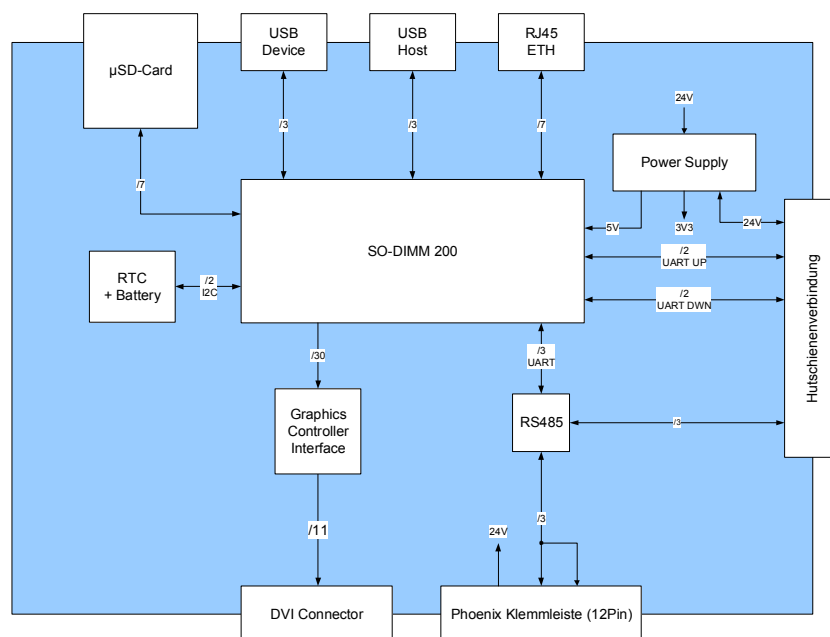 µSD-Card
USB
Device
USB
Host
RJ45
ETH
/3
/3
/7
24V
Power Supply
/7
5V
3V3
24V
SO-DIMM 200
/2
UART UP
RTC
+ Battery
/2
I2C
/2
UART DWN
Hutschienenverbindung
/30
/3
UART
Graphics
Controller
Interface
RS485
/3
/11
/3
24V
DVI Connector
Phoenix Klemmleiste (12Pin)